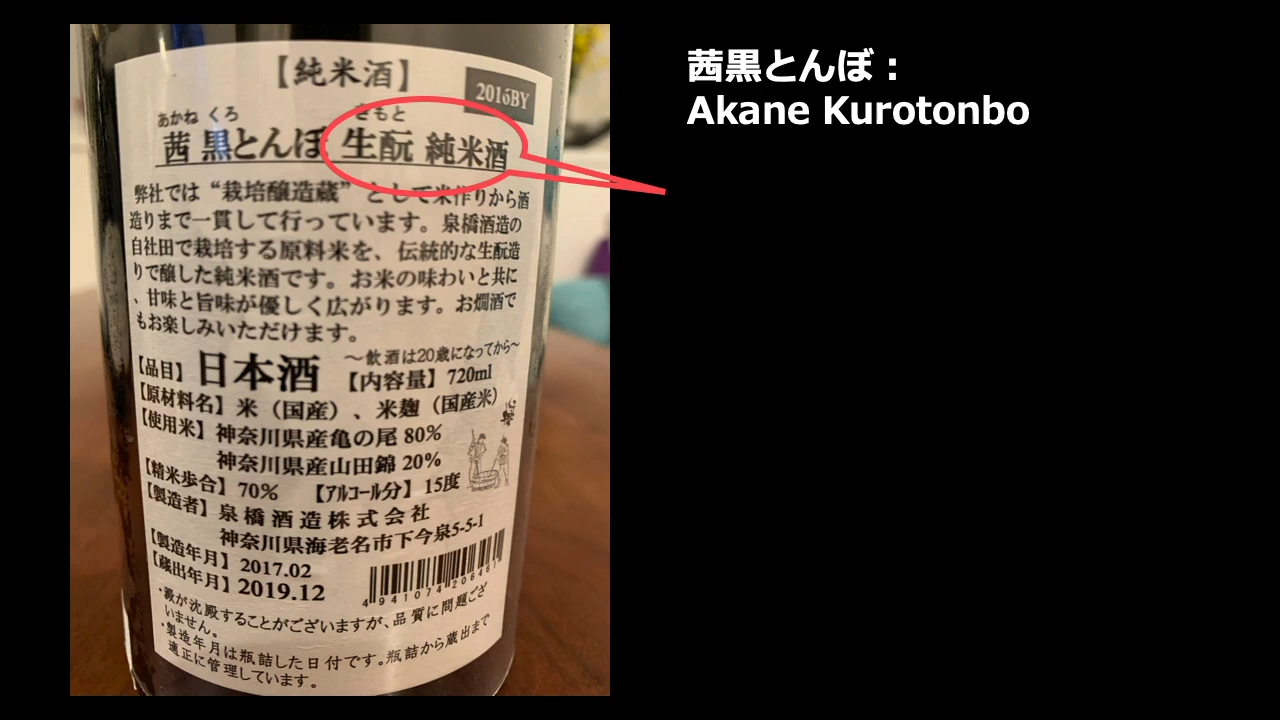 【純米酒】
2016BY
あかね くろ
きもと
茜 黒とんぼ 生酛 純米酒
弊社では“栽培醸造蔵”として米作りから酒
造りまで一貫して行っています。泉橋酒造の
自社田で栽培する原料米を、伝統的な生酛造
りで醸した純米酒です。お米の味わいと共に
、甘味と旨味が優しく広がります。お燗酒で
もお楽しみいただけます。
～飲酒は20歳になってから～
【品目】日本酒 【内容量】720ml
【原材料名】米（国産）、米麹（国産米）
【使用米】神奈川県産亀の尾 80%
神奈川県産山田錦 20%
【精米歩合】70% 【アルコール分】15度
【製造者】泉橋酒造株式会社
神奈川県海老名市下今泉5-5-1
【製造年月】2017.02
【蔵出年月】2019.12
4941074206481
・澱が沈殿することがございますが、品質に問題ござ
いません。
・製造年月は瓶詰した日付です。瓶詰から蔵出まで
適正に管理しています。
茜黒とんぼ：
Akane Kurotonbo